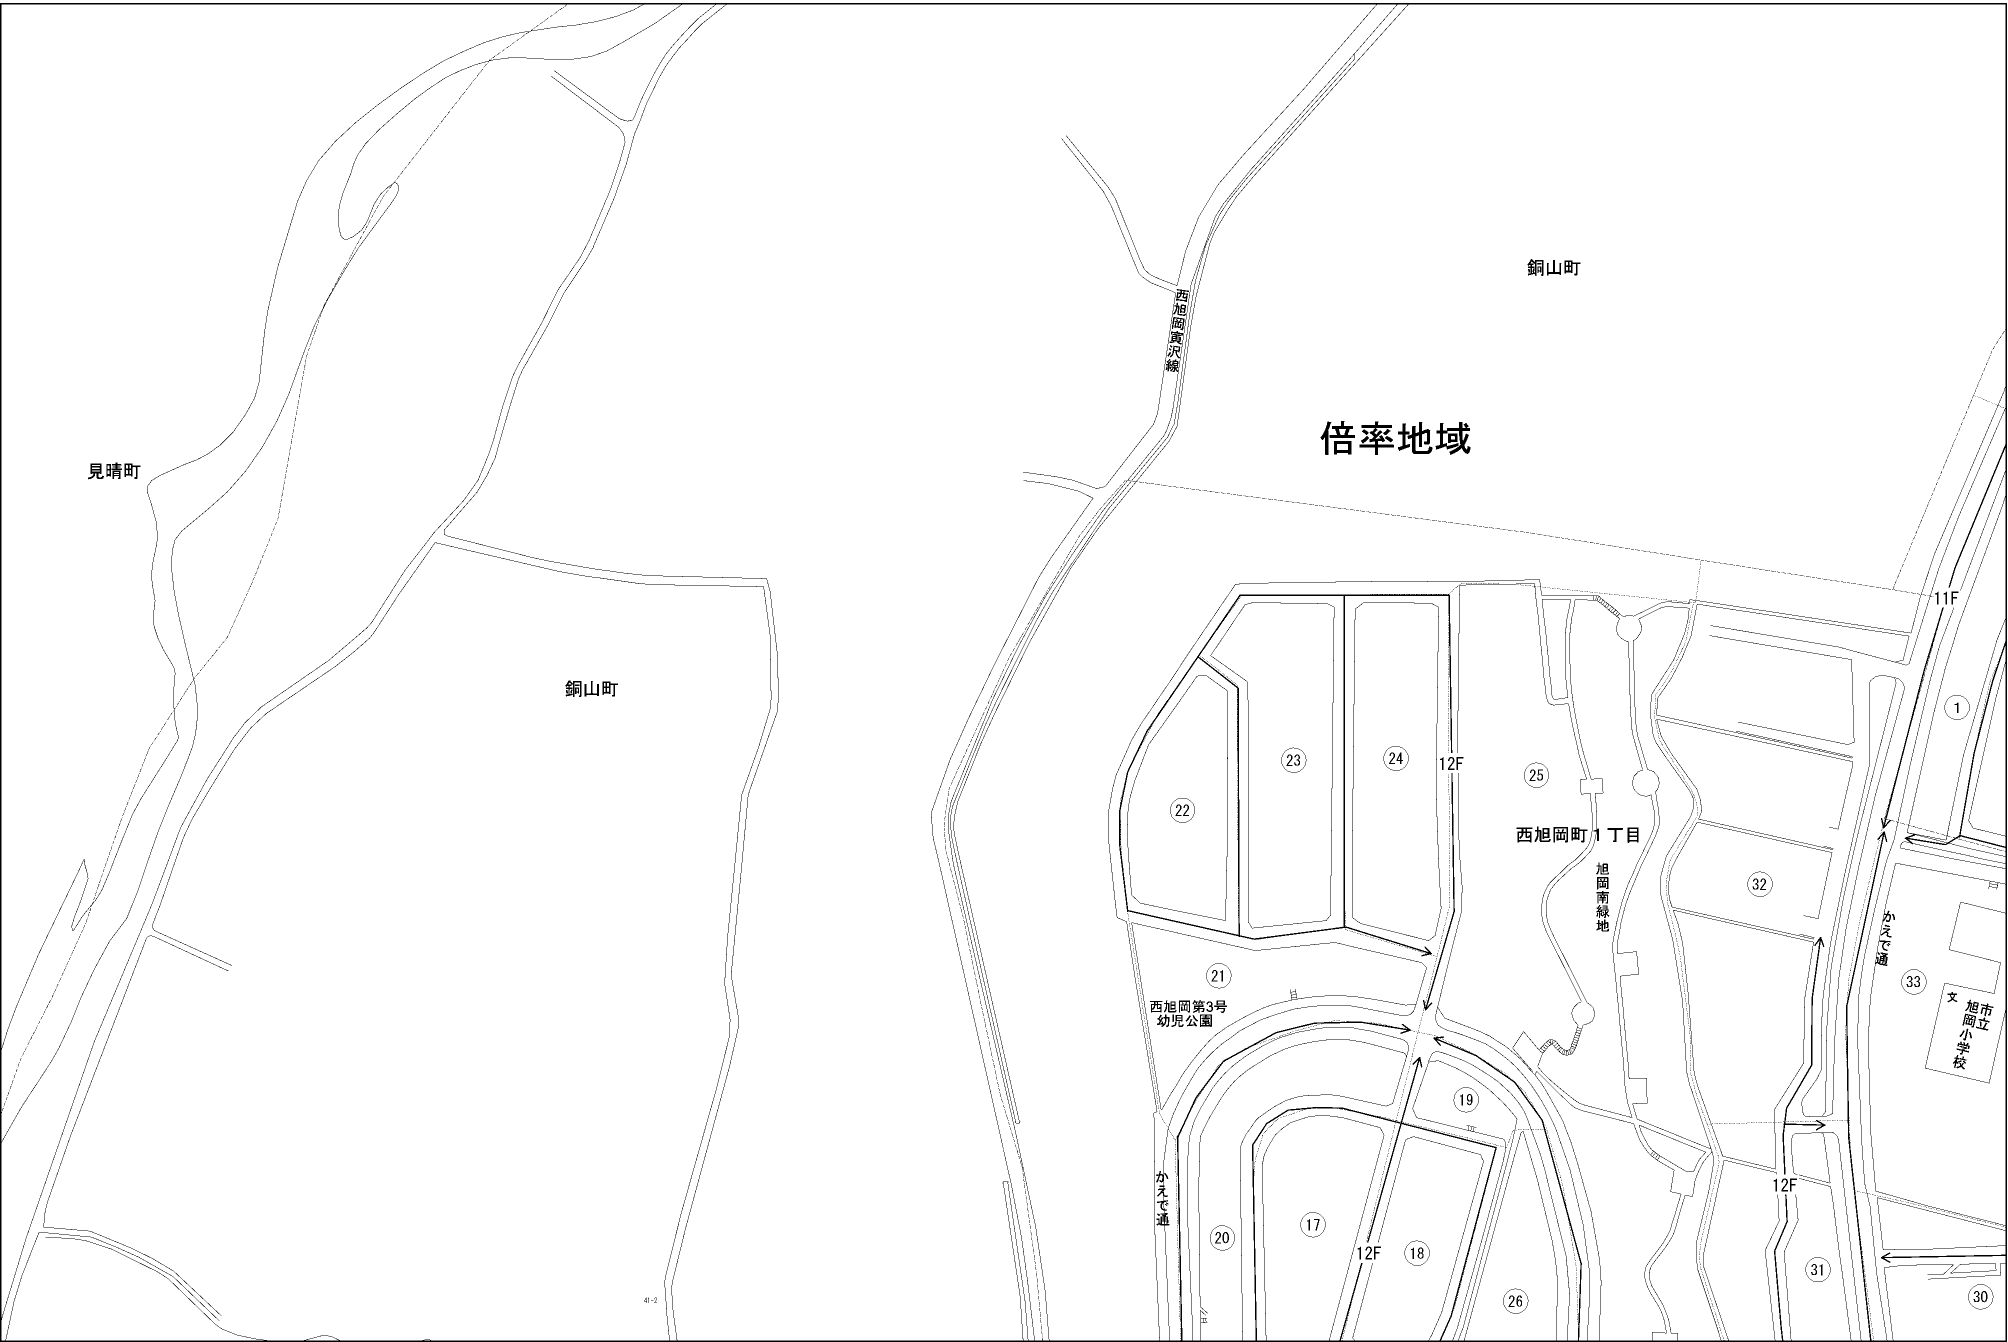 銅山町
西旭岡寅沢線
倍率地域
見晴町
11F
銅山町
1
23
24
12F
25
22
西旭岡町1丁目
旭岡南緑地
32
かえで通
21
33
西旭岡第3号
幼児公園
文
市立
旭岡小学校
19
かえで通
12F
20
17
18
12F
31
26
30
41-2